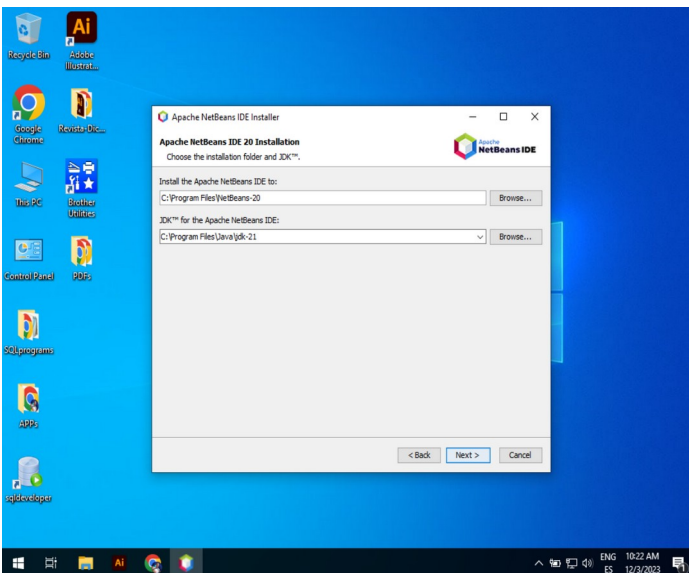 Recycle Bin
Adobe
Illustrat...
Ai
Google
Chrome
Revista-Dic...
This PC
Brother
Utilities
Control Panel
PDFs
SQLprograms
APPs
sqldeveloper
Apache NetBeans IDE Installer
Apache NetBeans IDE 20 Installation
Choose the installation folder and JDK™.
Apache
NetBeans IDE
Install the Apache NetBeans IDE to:
C:\Program Files\NetBeans-20
Browse...
JDK™ for the Apache NetBeans IDE:
C:\Program Files\Java\jdk-21
Browse...
< Back
Next >
Cancel
Ai
ENG
ES
10:22 AM
12/3/2023
1